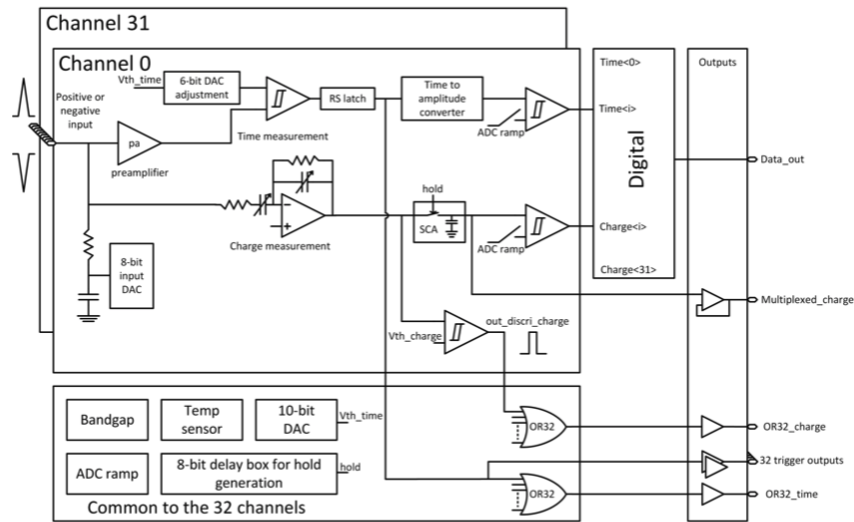 Channel 31
Channel 0
Vth_time
6-bit DAC
adjustment
RS latch
Time to
amplitude
converter
ADC ramp
Time<0>
Time<i>
Outputs
Positive or
negative
input
pa
preamplifier
Time measurement
hold
SCA
ADC ramp
Digital
Data_out
Charge<i>
Charge<31>
Charge measurement
8-bit
input
DAC
Multiplexed_charge
Vth_charge
out_discri_charge
Bandgap
Temp
sensor
10-bit
DAC
Vth_time
OR32
OR32_charge
ADC ramp
8-bit delay box for hold
generation
hold
32 trigger outputs
OR32
OR32_time
Common to the 32 channels